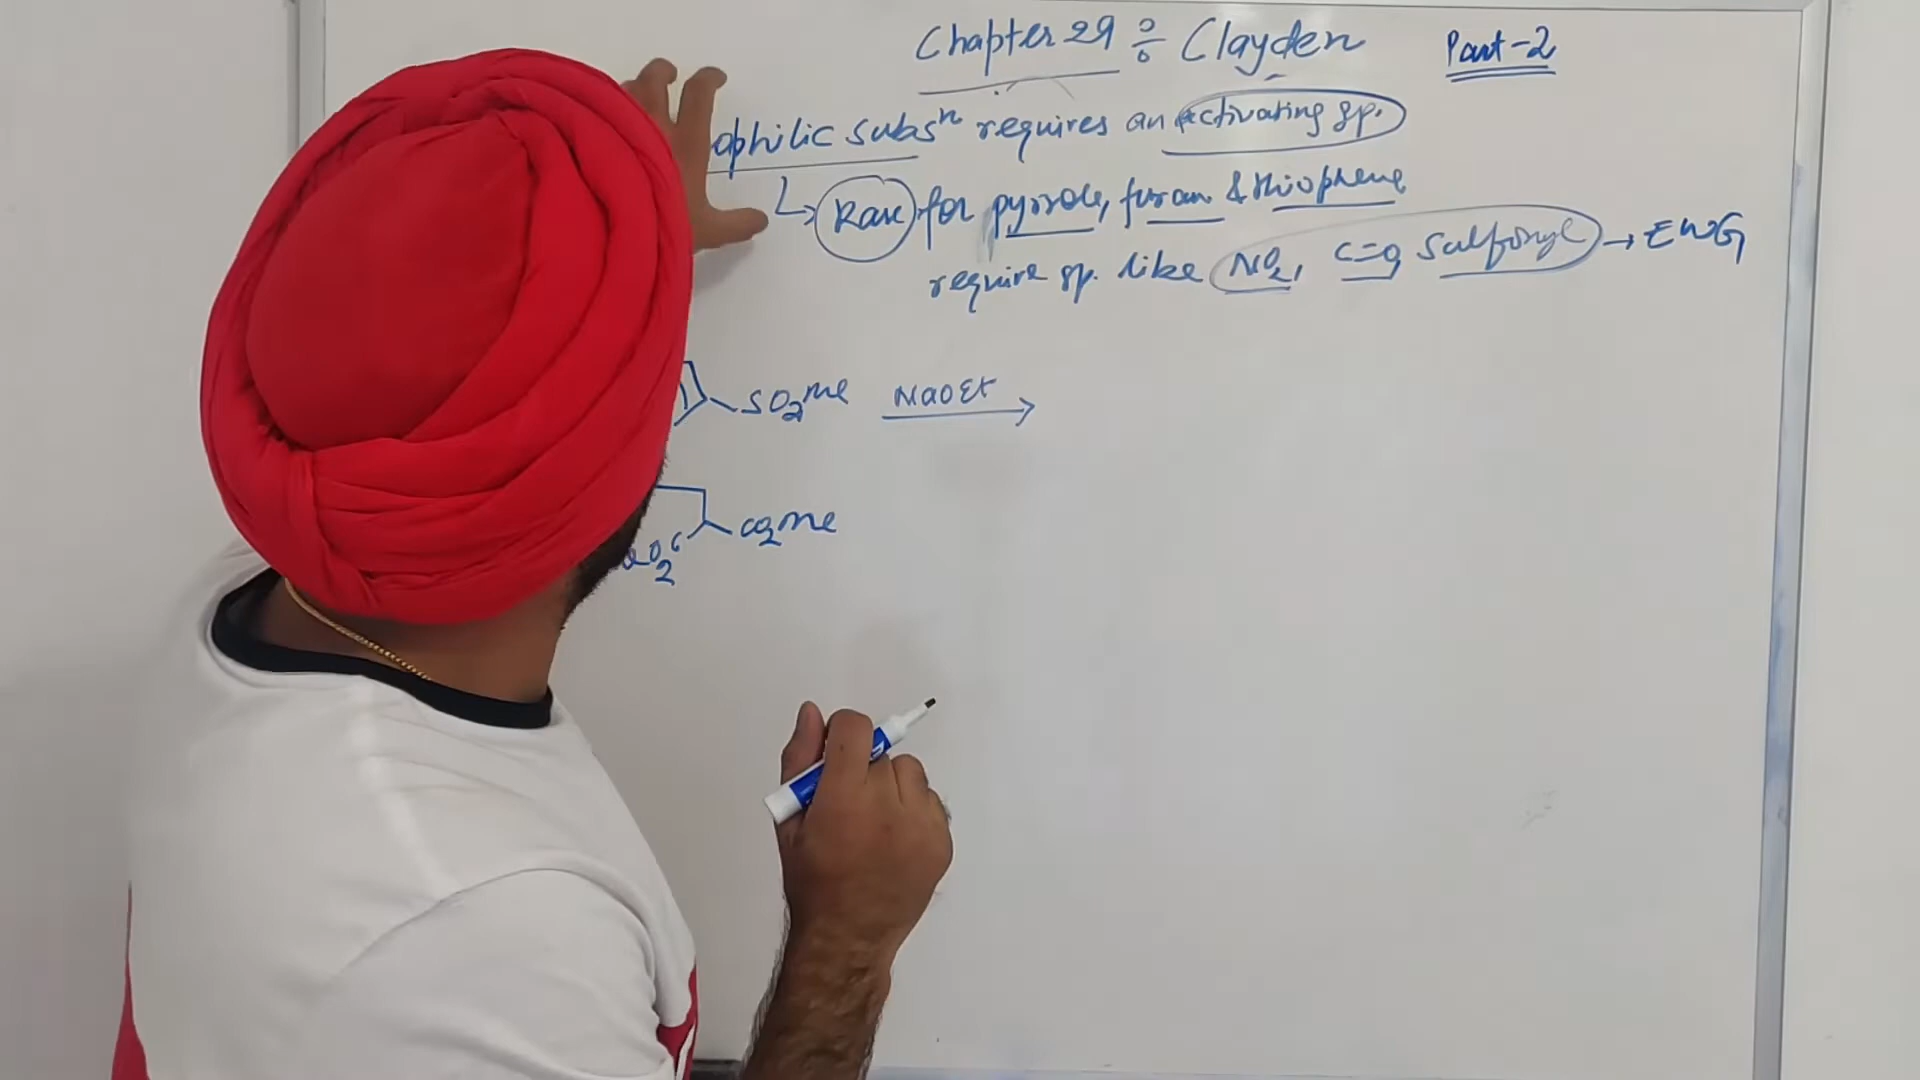 Chapter 29 : Clayden Part-2
ophilic subsⁿ requires an activating gp.
↳ Rare for pyrrole, furan & thiophene
require gp. like NO₂, C=O, Sulfonyl → EWG
SO₂Me NaOEt →
CO₂Me
O₂C